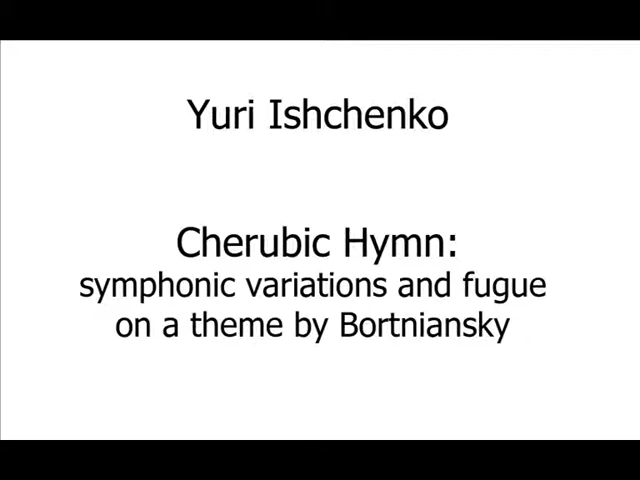 Yuri Ishchenko
Cherubic Hymn:
symphonic variations and fugue
on a theme by Bortniansky